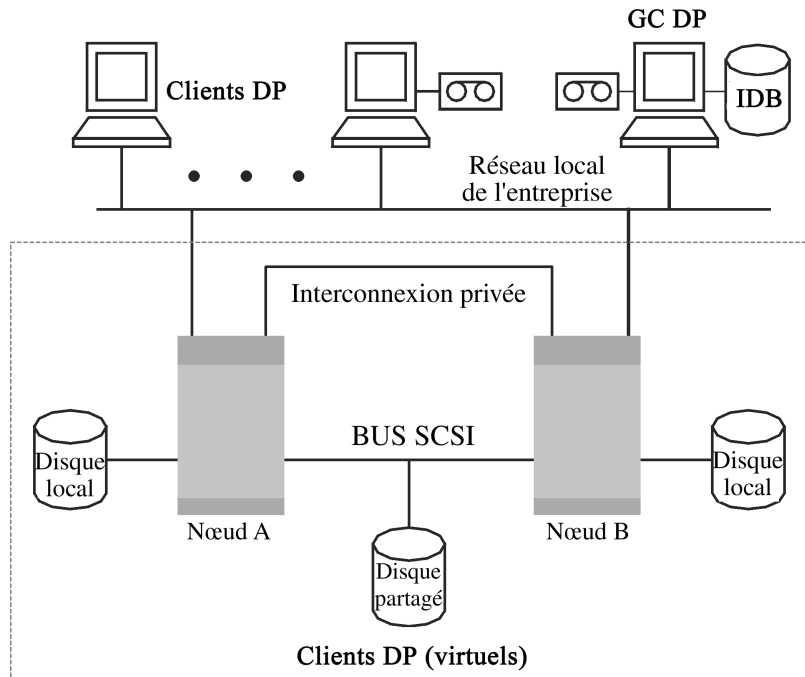 GC DP
Clients DP
IDB
Réseau local
de l'entreprise
Interconnexion privée
BUS SCSI
Disque
local
Disque
local
Nœud A
Nœud B
Disque
partagé
Clients DP (virtuels)